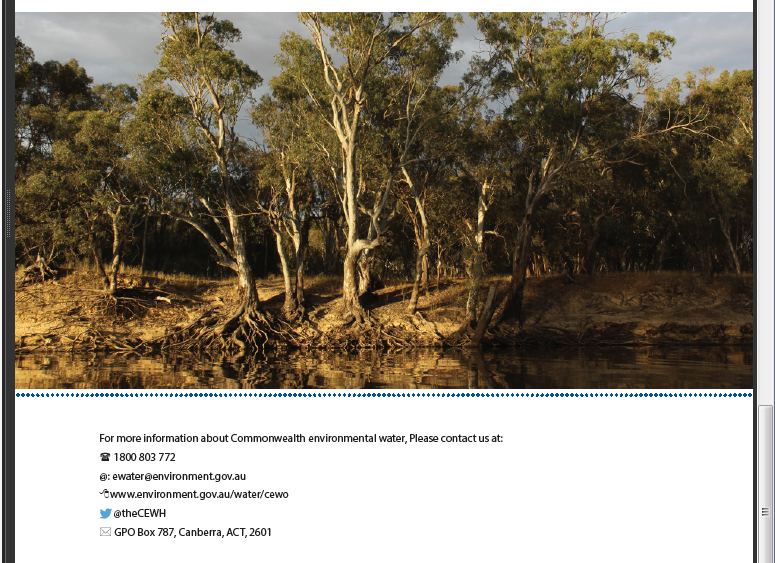 For more information about Commonwealth environmental water, Please contact us at:
☎ 1800 803 772
@: ewater@environment.gov.au
www.environment.gov.au/water/cewo
@theCEWH
GPO Box 787, Canberra, ACT, 2601